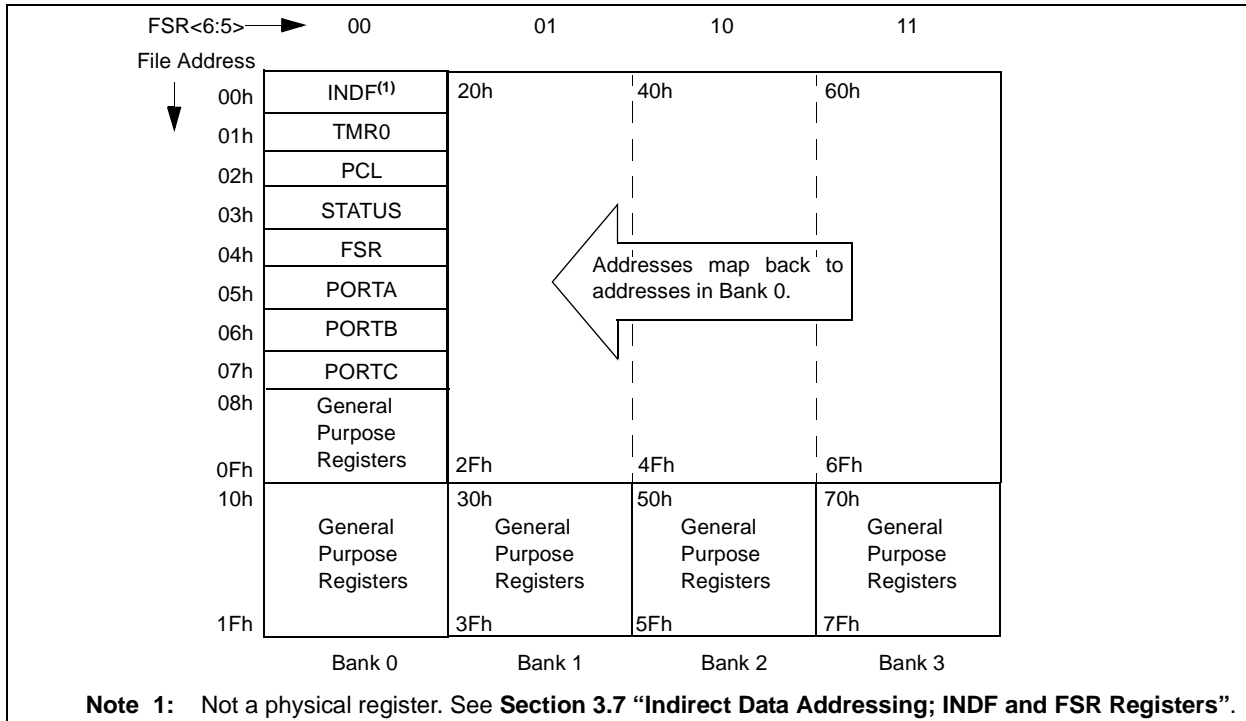 FSR<6:5> 00 01 10 11
File Address
00h INDF(1) 20h 40h 60h
01h TMR0
02h PCL
03h STATUS
04h FSR
Addresses map back to
addresses in Bank 0.
05h PORTA
06h PORTB
07h PORTC
08h General
Purpose
Registers
0Fh 2Fh 4Fh 6Fh
10h 30h 50h 70h
General General General General
Purpose Purpose Purpose Purpose
Registers Registers Registers Registers
1Fh 3Fh 5Fh 7Fh
Bank 0 Bank 1 Bank 2 Bank 3
Note 1: Not a physical register. See Section 3.7 “Indirect Data Addressing; INDF and FSR Registers”.